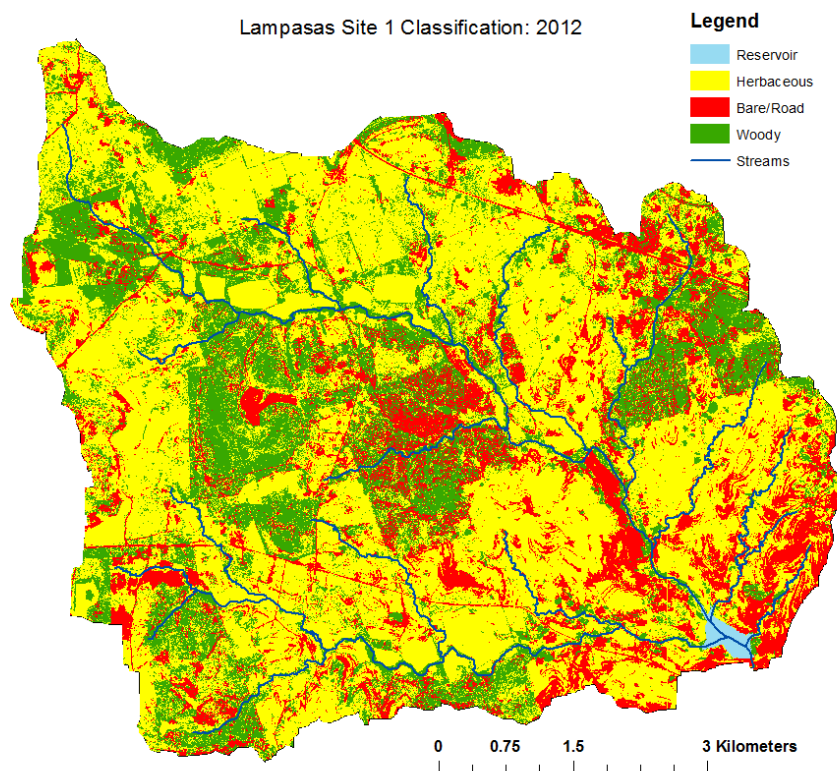 Lampasas Site 1 Classification: 2012
Legend
Reservoir
Herbaceous
Bare/Road
Woody
Streams
0 0.75 1.5 3 Kilometers